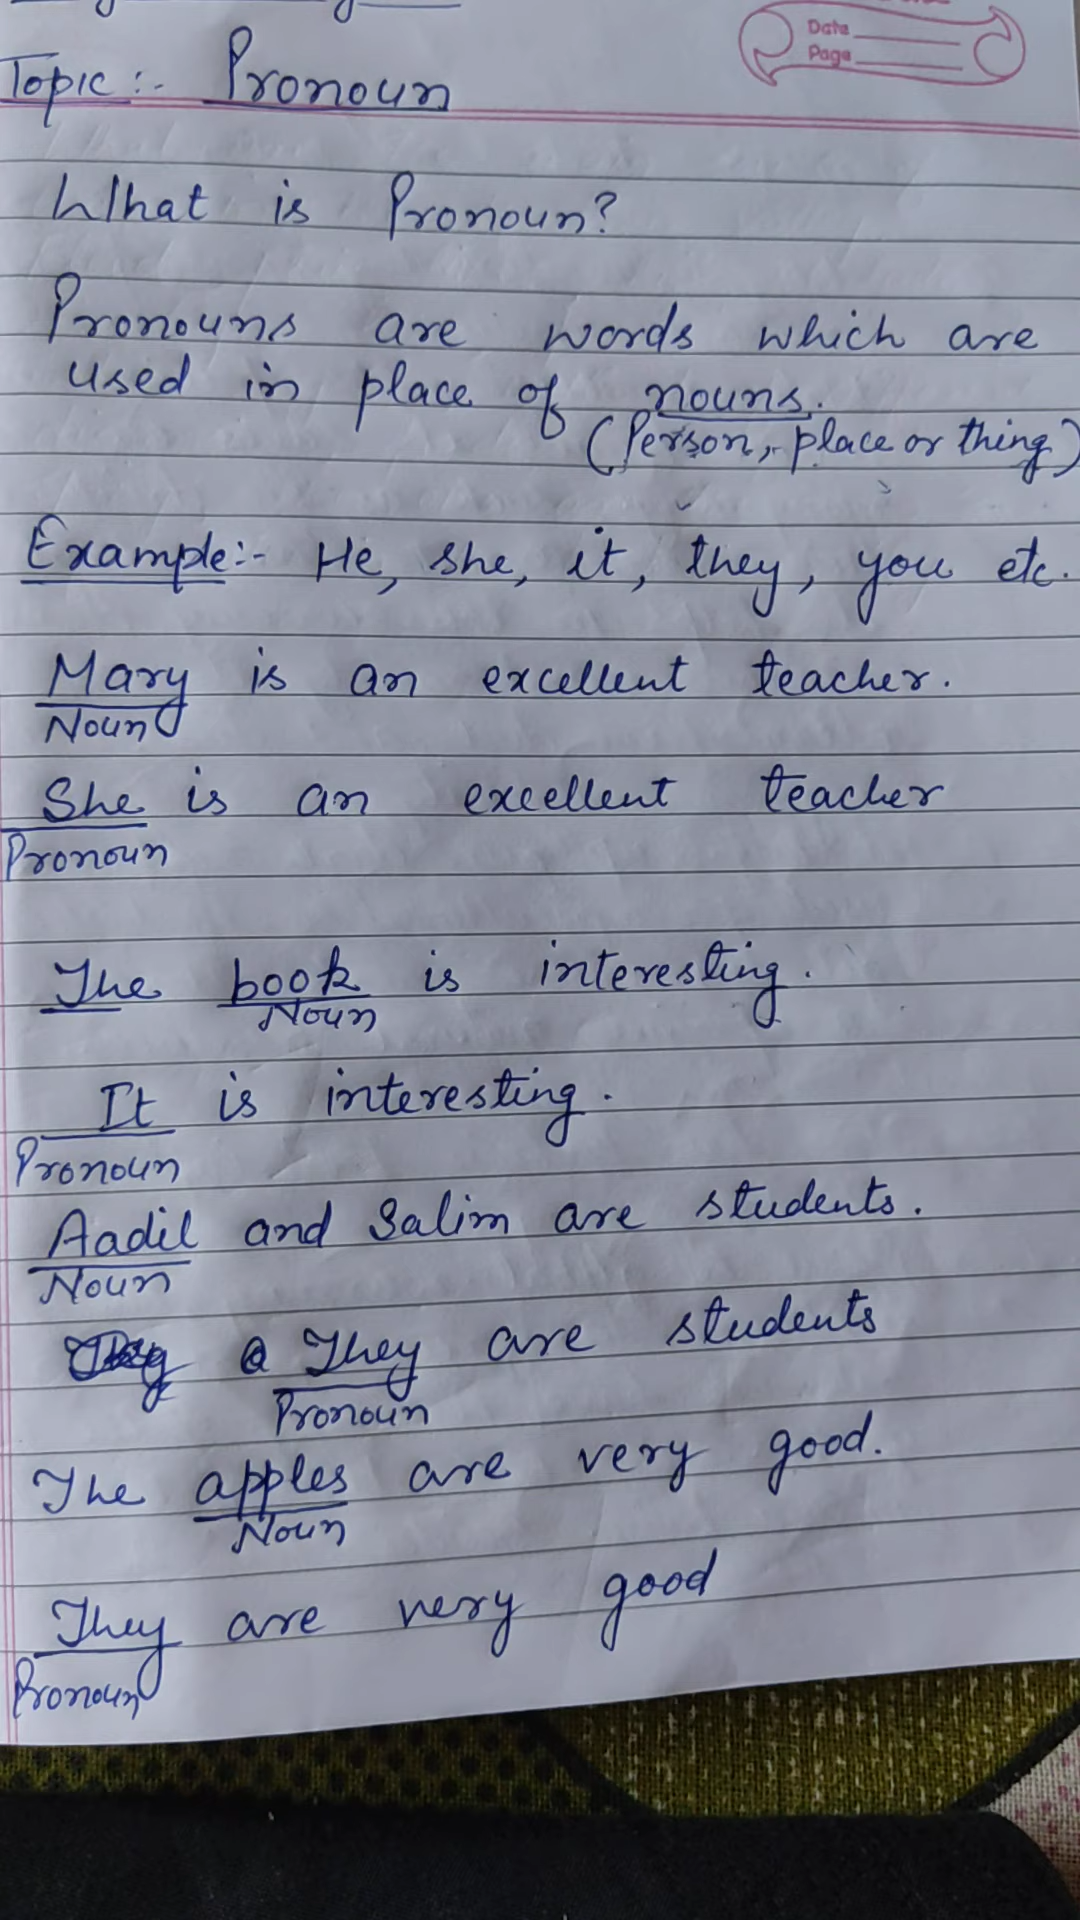 Date
Page
Topic :- Pronoun
What is Pronoun?
Pronouns are words which are
used in place of nouns.
(Person, place or thing)
Example:- He, she, it, they, you etc.
Mary is an excellent teacher.
Noun
She is an excellent teacher
Pronoun
The book is interesting.
Noun
It is interesting.
Pronoun
Aadil and Salim are students.
Noun
They are students
Pronoun
The apples are very good.
Noun
They are very good
Pronoun